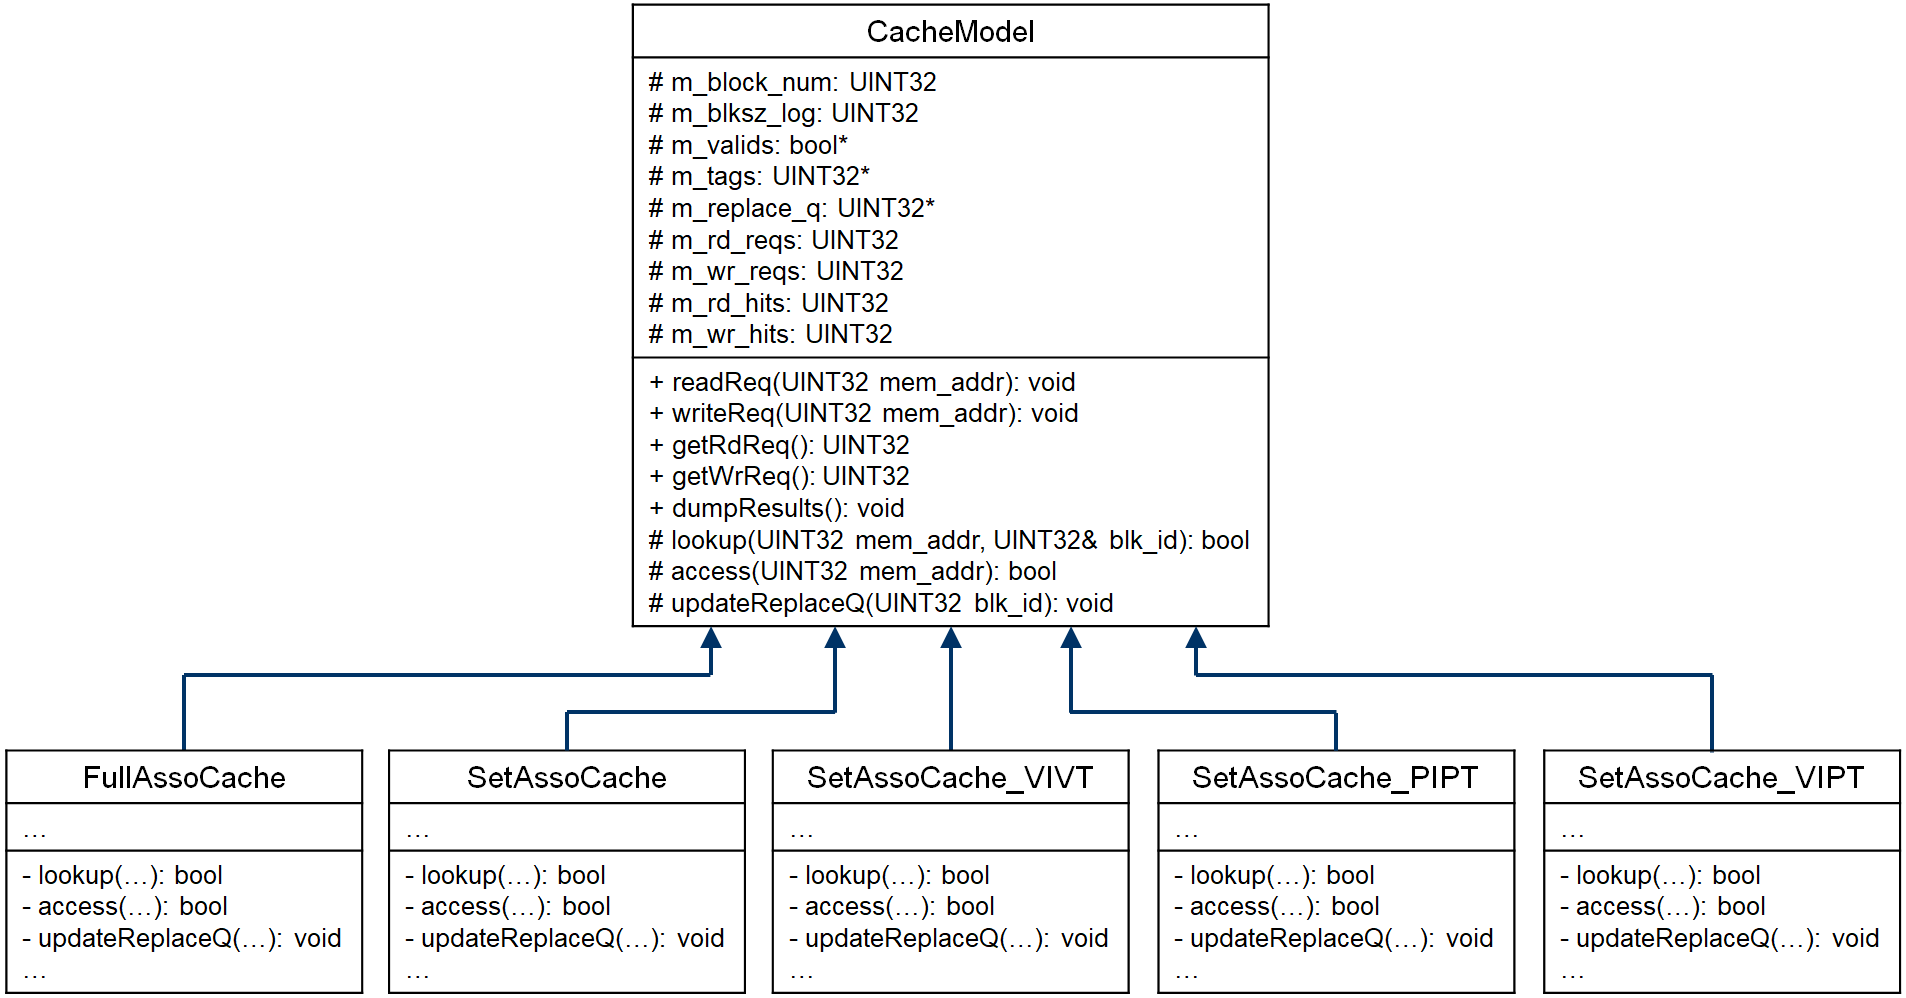 CacheModel
# m_block_num: UINT32
# m_blksz_log: UINT32
# m_valids: bool*
# m_tags: UINT32*
# m_replace_q: UINT32*
# m_rd_reqs: UINT32
# m_wr_reqs: UINT32
# m_rd_hits: UINT32
# m_wr_hits: UINT32
+ readReq(UINT32 mem_addr): void
+ writeReq(UINT32 mem_addr): void
+ getRdReq(): UINT32
+ getWrReq(): UINT32
+ dumpResults(): void
# lookup(UINT32 mem_addr, UINT32& blk_id): bool
# access(UINT32 mem_addr): bool
# updateReplaceQ(UINT32 blk_id): void
FullAssoCache
…
- lookup(…): bool
- access(…): bool
- updateReplaceQ(…): void
…
SetAssoCache
…
- lookup(…): bool
- access(…): bool
- updateReplaceQ(…): void
…
SetAssoCache_VIVT
…
- lookup(…): bool
- access(…): bool
- updateReplaceQ(…): void
…
SetAssoCache_PIPT
…
- lookup(…): bool
- access(…): bool
- updateReplaceQ(…): void
…
SetAssoCache_VIPT
…
- lookup(…): bool
- access(…): bool
- updateReplaceQ(…): void
…